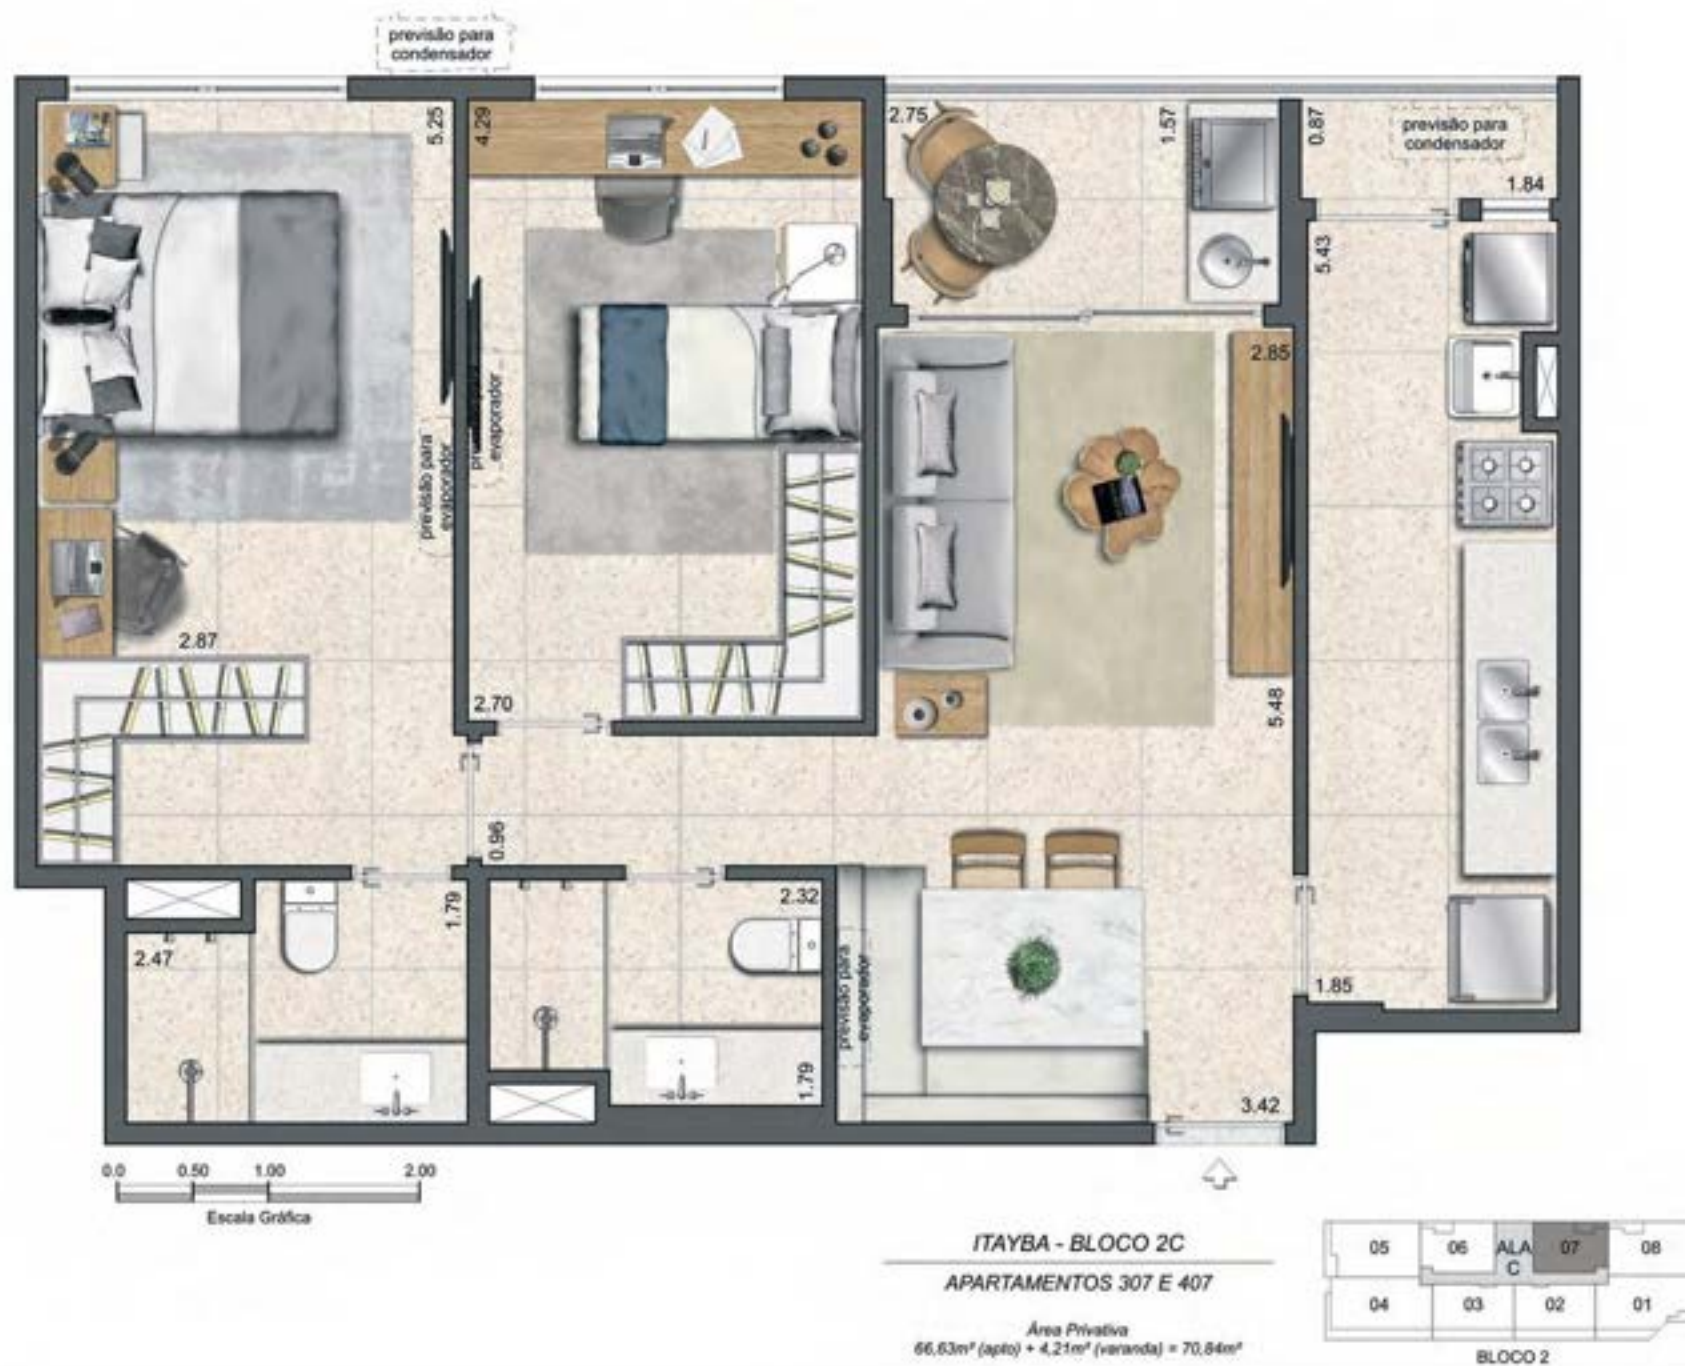 previsão para
condensador
5.25
4.29
2.75
1.57
0.87
previsão para
condensador
1.84
5.43
2.85
previsão para
evaporador
evaporador
2.87
2.70
5.48
0.96
1.79
2.32
2.47
previsão para
evaporador
1.85
1.79
3.42
0.0 0.50 1.00 2.00
Escala Gráfica
ITAYBA - BLOCO 2C
APARTAMENTOS 307 E 407
Área Privativa
66,63m² (apto) + 4,21m² (varanda) = 70,84m²
05 06 ALA C 07 08
04 03 02 01
BLOCO 2